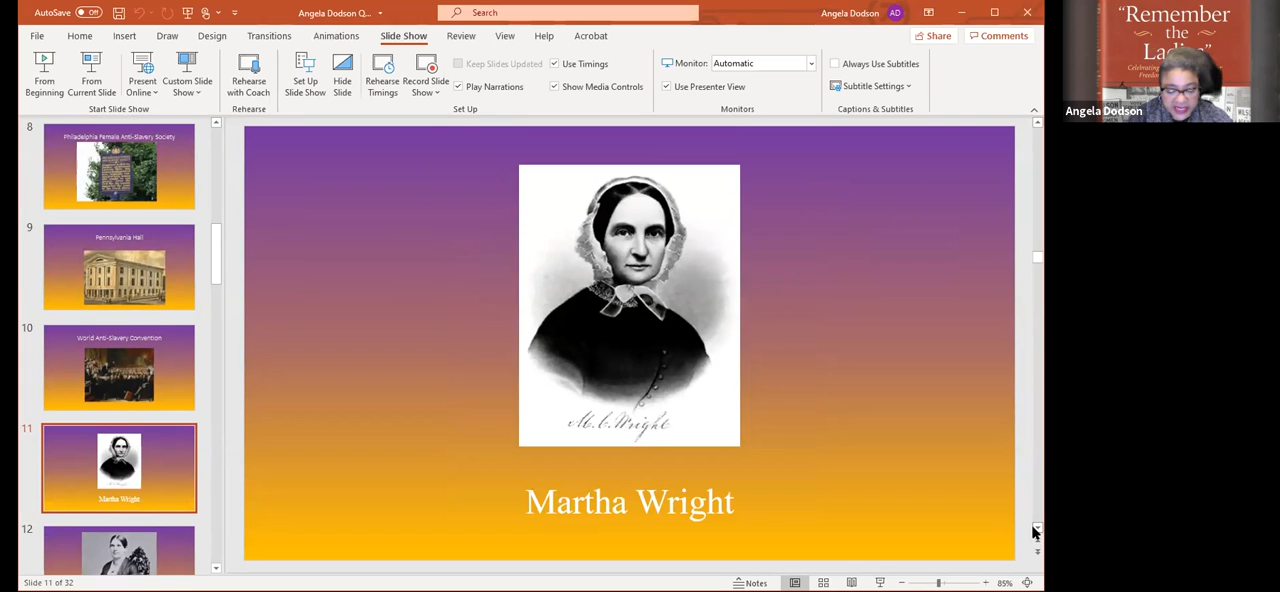 AutoSave Off
Angela Dodson Q...
Search
Angela Dodson AD
File Home Insert Draw Design Transitions Animations Slide Show Review View Help Acrobat
Share Comments
From Beginning
From Current Slide
Present Online
Custom Slide Show
Start Slide Show
Rehearse with Coach
Rehearse
Set Up Slide Show
Hide Slide
Rehearse Timings
Record Slide Show
Keep Slides Updated
Play Narrations
Use Timings
Show Media Controls
Set Up
Monitor: Automatic
Use Presenter View
Monitors
Always Use Subtitles
Subtitle Settings
Captions & Subtitles
8
Philadelphia Female Anti-Slavery Society
9
Pennsylvania Hall
10
World Anti-Slavery Convention
11
M. C. Wright
Martha Wright
12
M. C. Wright
Martha Wright
Slide 11 of 32
Notes
85%
"Remember
the
Ladies"
Angela Dodson